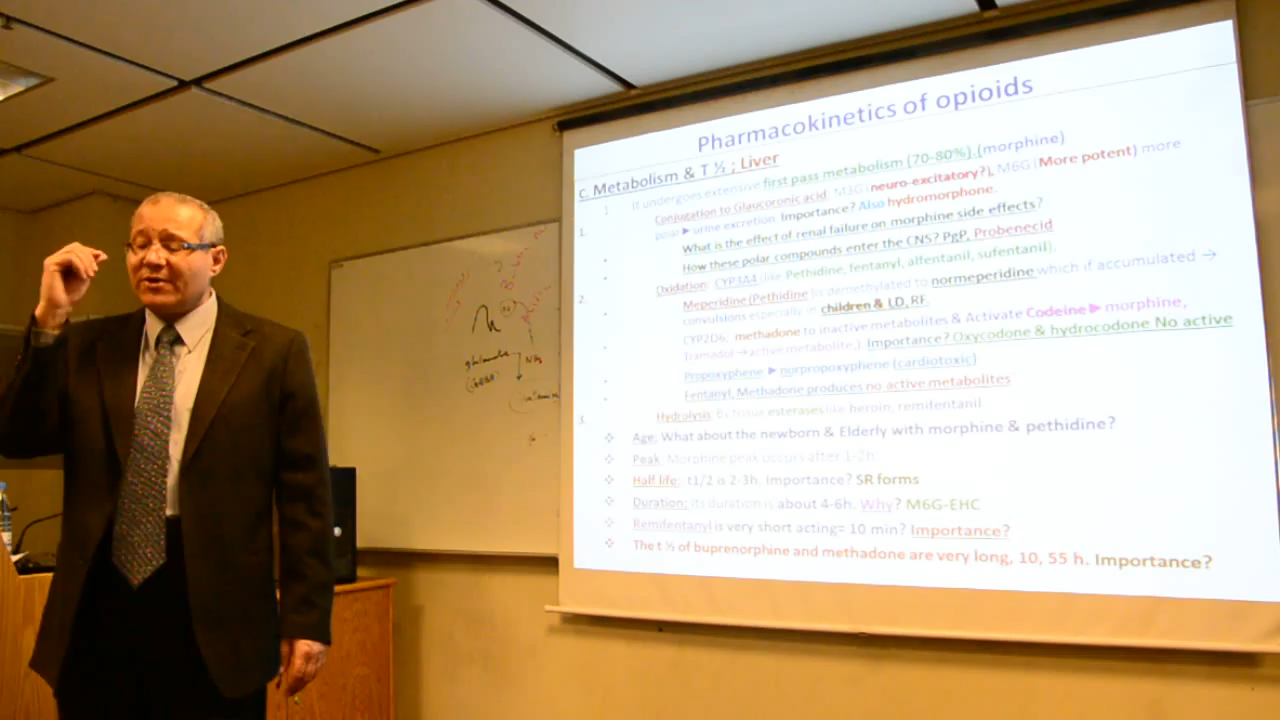 Pharmacokinetics of opioids
c. Metabolism & T ½ ; Liver
It undergoes extensive first pass metabolism (70-80%). (morphine)
1. Conjugation to Glaucoronic acid: M3G (neuro-excitatory?), M6G (More potent) more
polar ► urine excretion. Importance? Also hydromorphone.
What is the effect of renal failure on morphine side effects?
How these polar compounds enter the CNS? PgP, Probenecid
2. Oxidation: CYP3A4 (like Pethidine, fentanyl, alfentanil, sufentanil).
Meperidine (Pethidine) is demethylated to normeperidine which if accumulated →
convulsions especially in children & LD, RF.
CYP2D6, methadone to inactive metabolites & Activate Codeine ► morphine,
tramadol → active metabolite.). Importance? Oxycodone & hydrocodone No active
Propoxyphene ► nurpropoxyphene (cardiotoxic)
Fentanyl, Methadone produces no active metabolites
3. Hydrolysis: By tissue esterases like heroin, remifentanil
❖ Age: What about the newborn & Elderly with morphine & pethidine?
❖ Peak: Morphine peak occurs after 1-2h.
❖ Half life: t1/2 is 2-3h. Importance? SR forms
❖ Duration: its duration is about 4-6h. Why? M6G-EHC
❖ Remifentanyl is very short acting= 10 min? Importance?
❖ The t ½ of buprenorphine and methadone are very long, 10, 55 h. Importance?
glutamate
NH₃